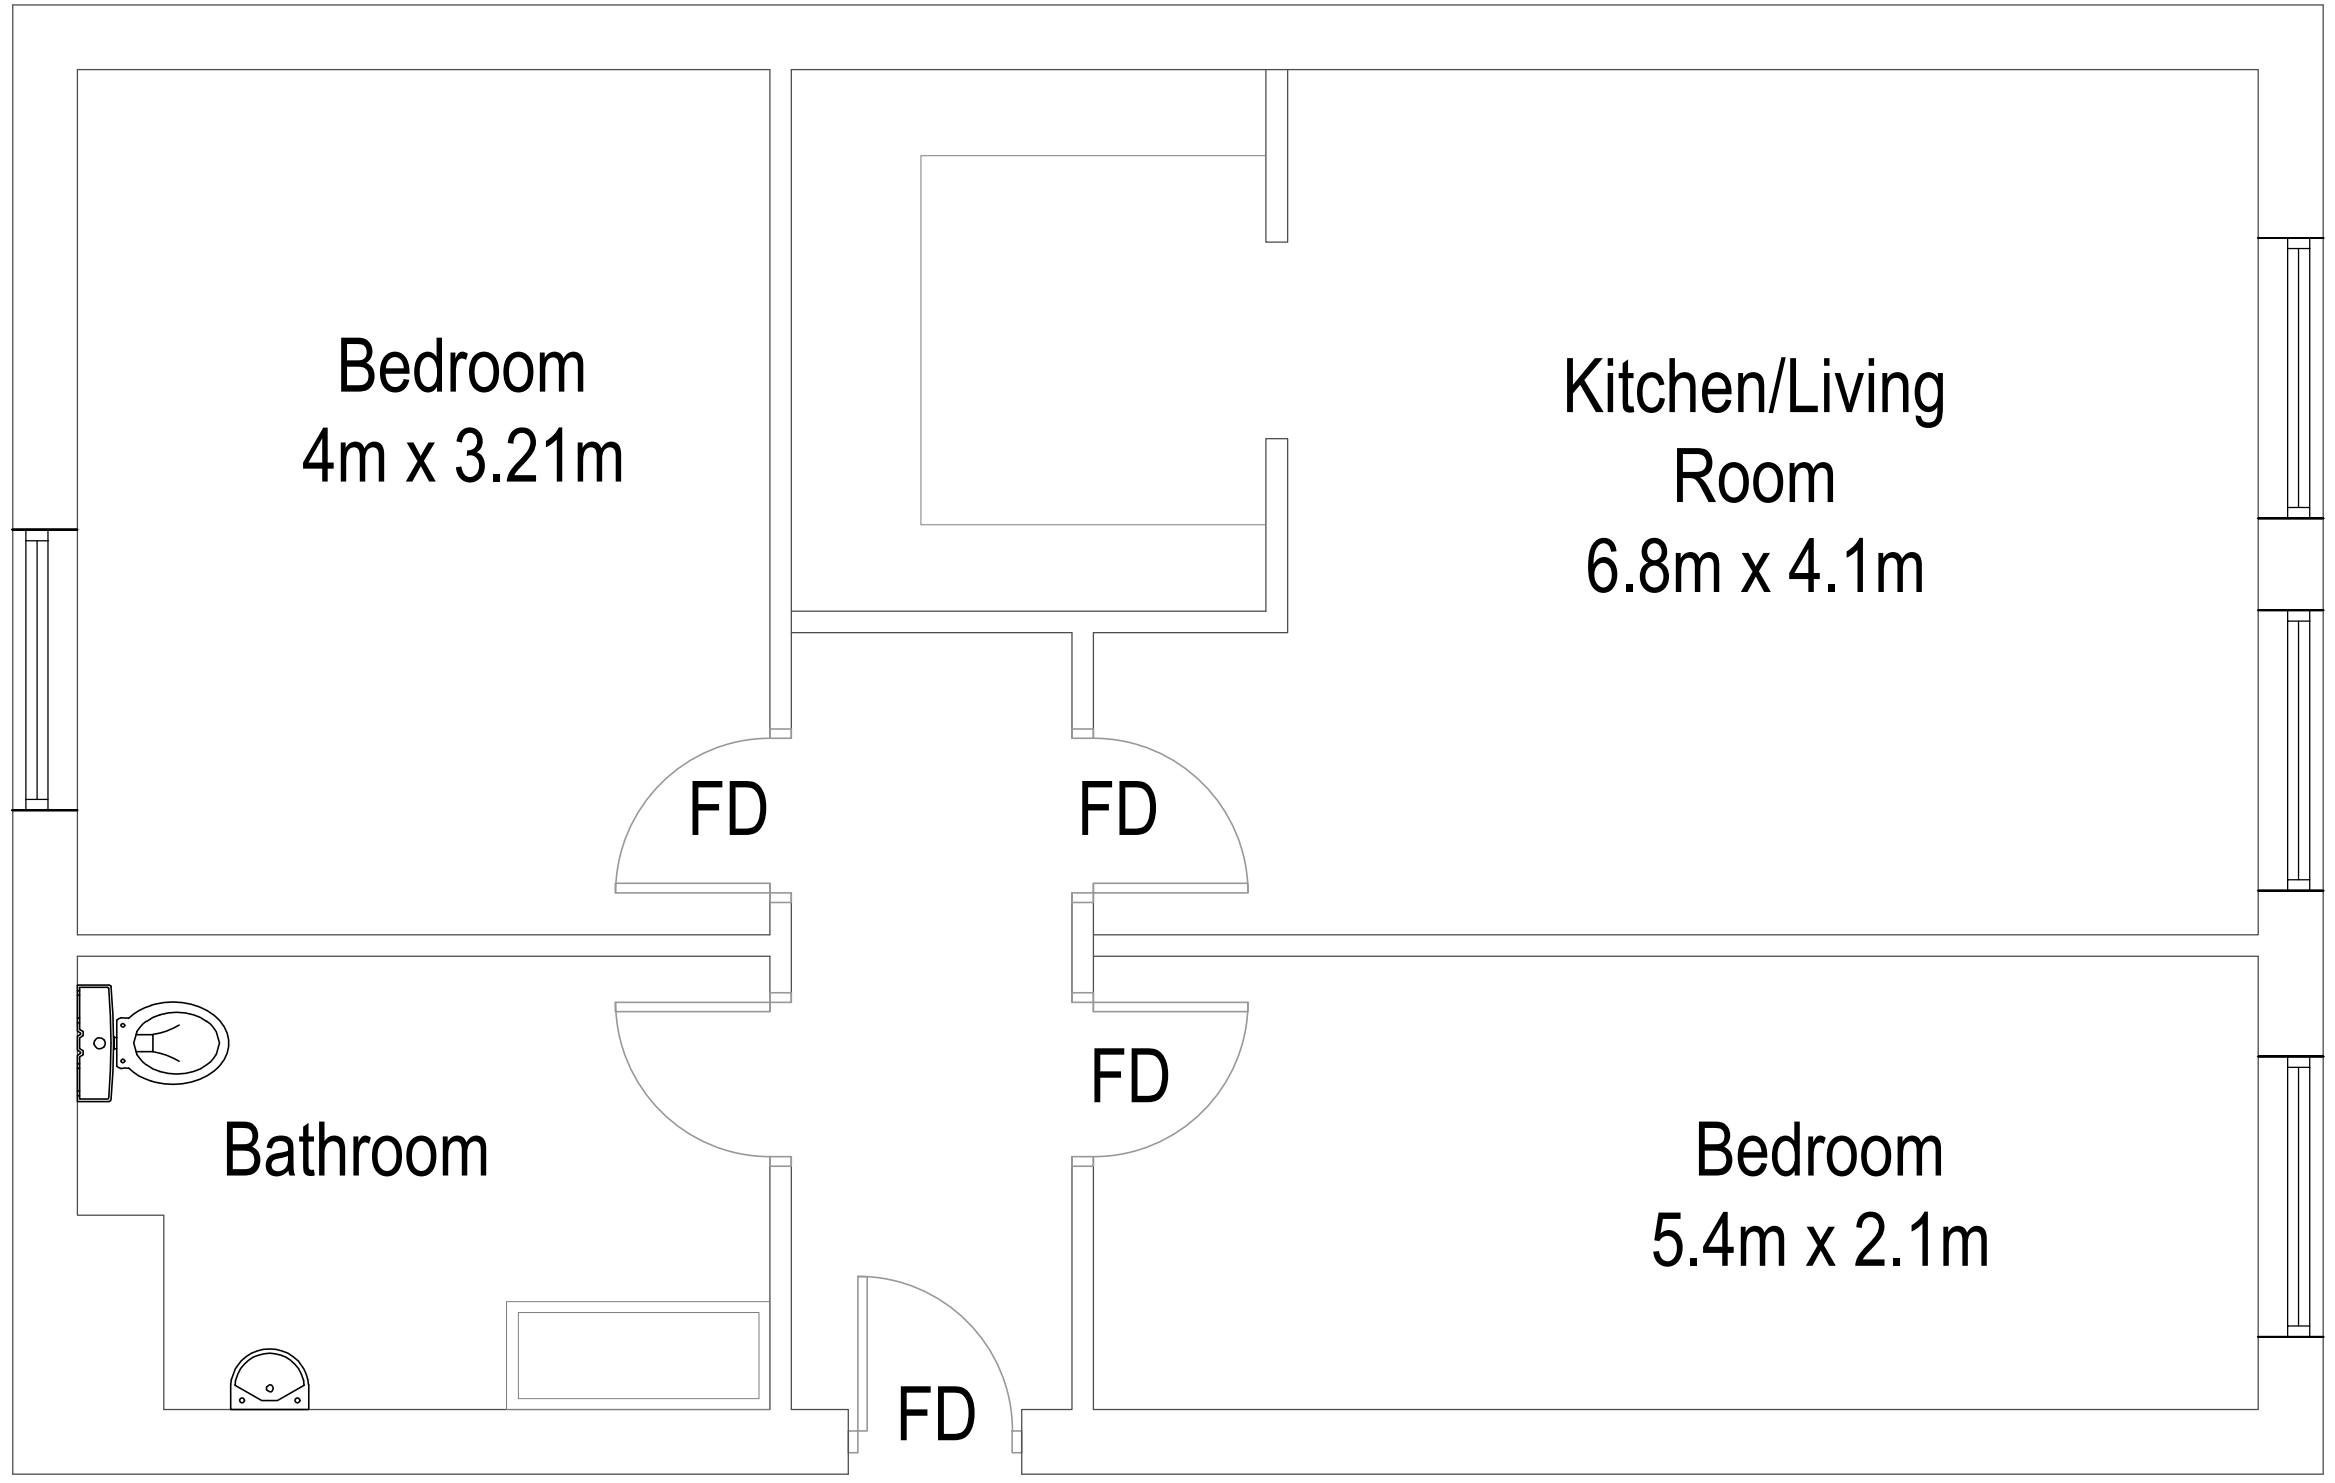 Bedroom
4m x 3.21m
Kitchen/Living
Room
6.8m x 4.1m
FD
FD
Bathroom
FD
Bedroom
5.4m x 2.1m
FD